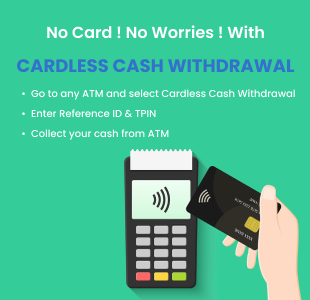 No Card ! No Worries ! With
CARDLESS CASH WITHDRAWAL
• Go to any ATM and select Cardless Cash Withdrawal
• Enter Reference ID & TPIN
• Collect your cash from ATM